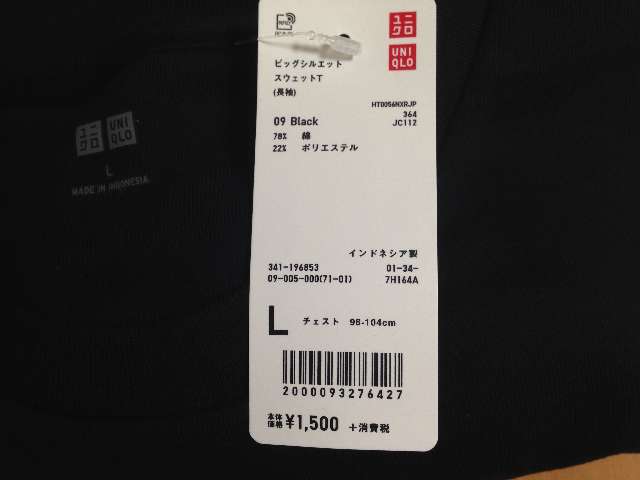 RFID
ユニ
クロ
UNI
QLO
ビッグシルエット
スウェットT
(長袖)
HT0056NXRJP
364
JC112
09 Black
78% 綿
22% ポリエステル
インドネシア製
341-196853
01-34-
09-005-000(71-01)
7H164A
L チェスト 96-104cm
2000093276427
本体
価格 ¥1,500 +消費税
ユニ
クロ
UNI
QLO
L
MADE IN INDONESIA